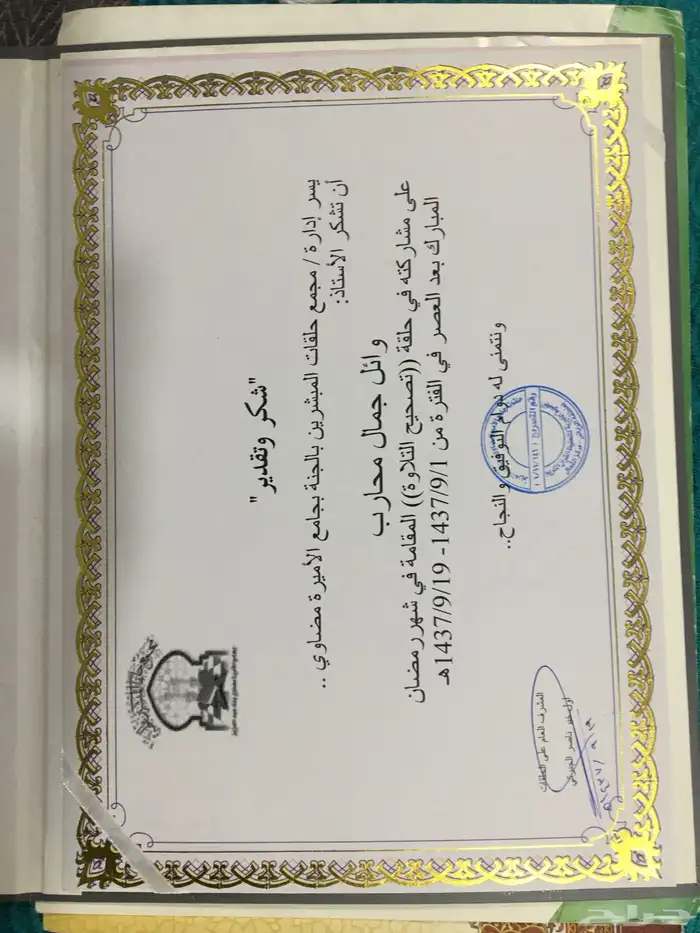 "شكر وتقدير"
يسر إدارة / مجمع حلقات المبشرين بالجنة بجامع الأميرة مضاوي ..
أن تشكر الأستاذ:
وائل جمال محارب
على مشاركته في حلقة ((تصحيح التلاوة)) المقامة في شهر رمضان
المبارك بعد العصر في الفترة من 1437/9/1- 1437/9/19هـ
ونتمنى له دوام التوفيق والنجاح..
المشرف العام على الحلقات
حراج